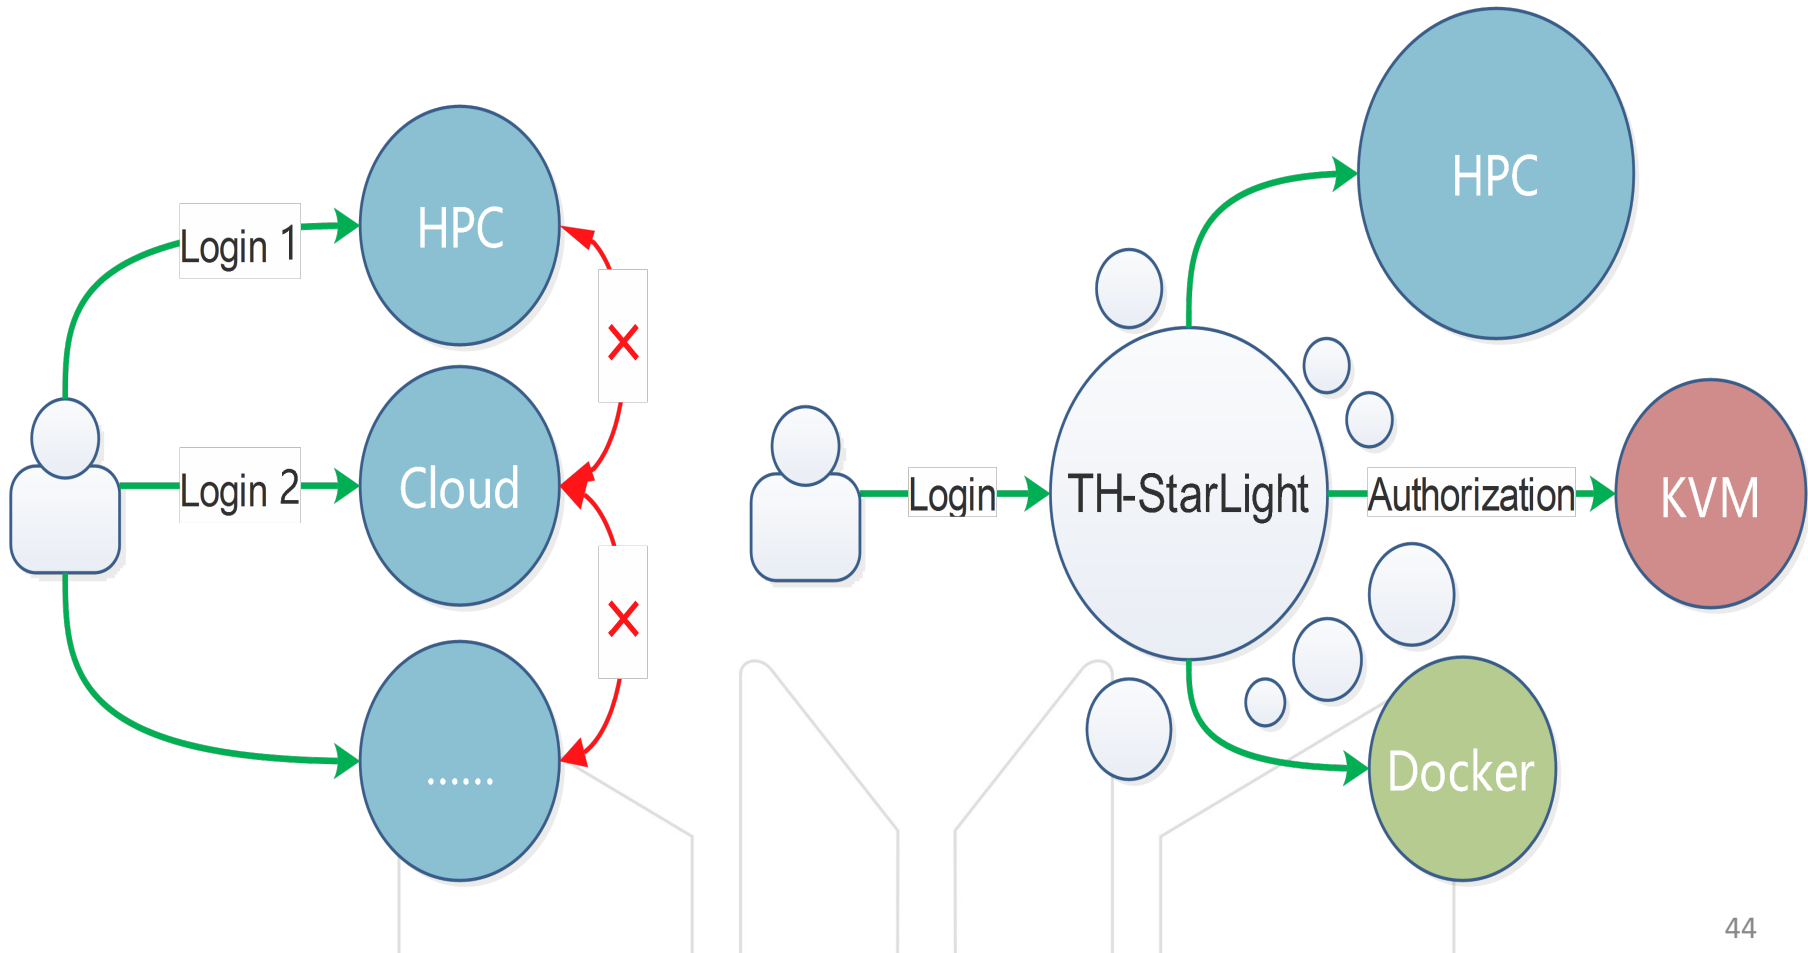 Login 1
HPC
Login 2
Cloud
......
Login
TH-StarLight
HPC
Authorization
KVM
Docker
44